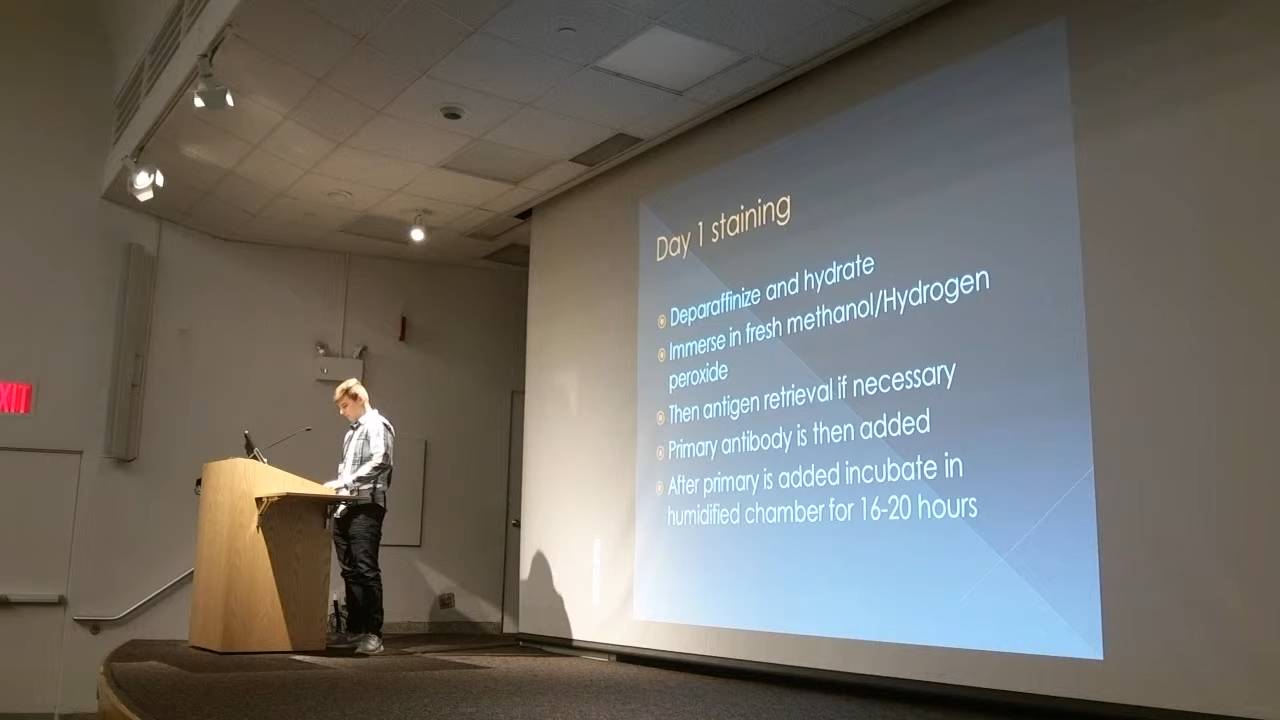 Day 1 staining
Deparaffinize and hydrate
Immerse in fresh methanol/Hydrogen
peroxide
Then antigen retrieval if necessary
Primary antibody is then added
After primary is added incubate in
humidified chamber for 16-20 hours
XIT